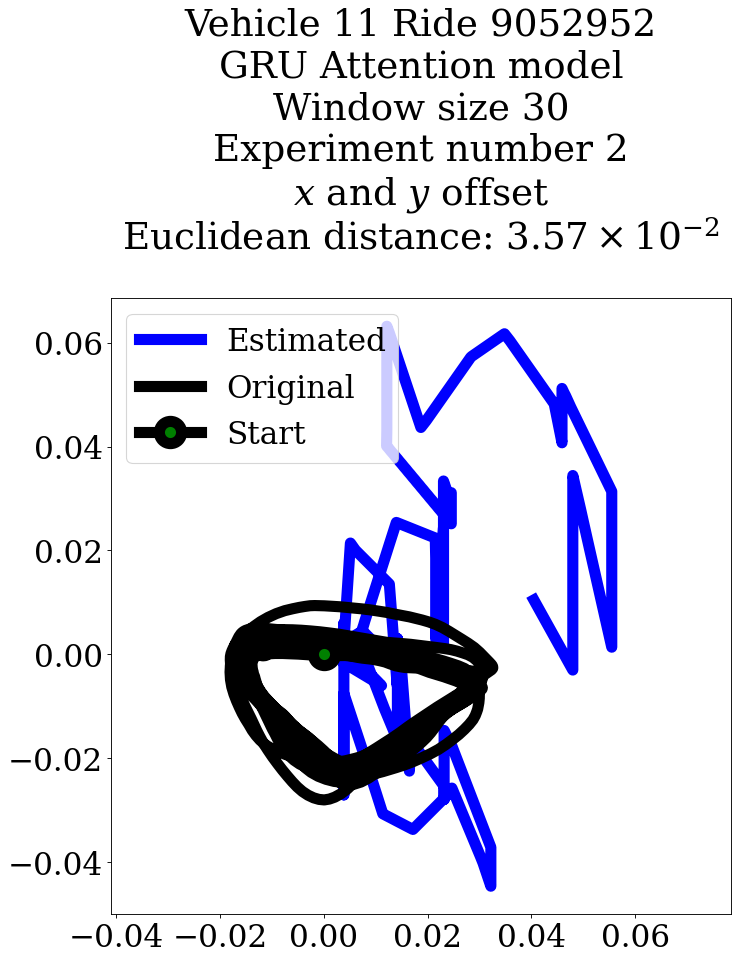 Vehicle 11 Ride 9052952
GRU Attention model
Window size 30
Experiment number 2
x and y offset
Euclidean distance: 3.57 × 10⁻²
Estimated
Original
Start
0.06
0.04
0.02
0.00
−0.02
−0.04
−0.04 −0.02 0.00 0.02 0.04 0.06